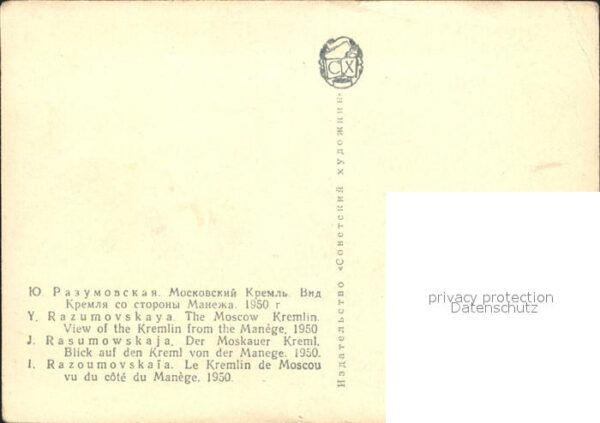 СХ
Издательство «Советский художник»
Ю. Разумовская. Московский Кремль. Вид
Кремля со стороны Манежа. 1950 г
Y. Razumovskaya. The Moscow Kremlin.
View of the Kremlin from the Manège. 1950
J. Rasumowskaja. Der Moskauer Kreml.
Blick auf den Kreml von der Manege. 1950.
I. Razoumovskaïa. Le Kremlin de Moscou
vu du côté du Manège. 1950.
privacy protection
Datenschutz